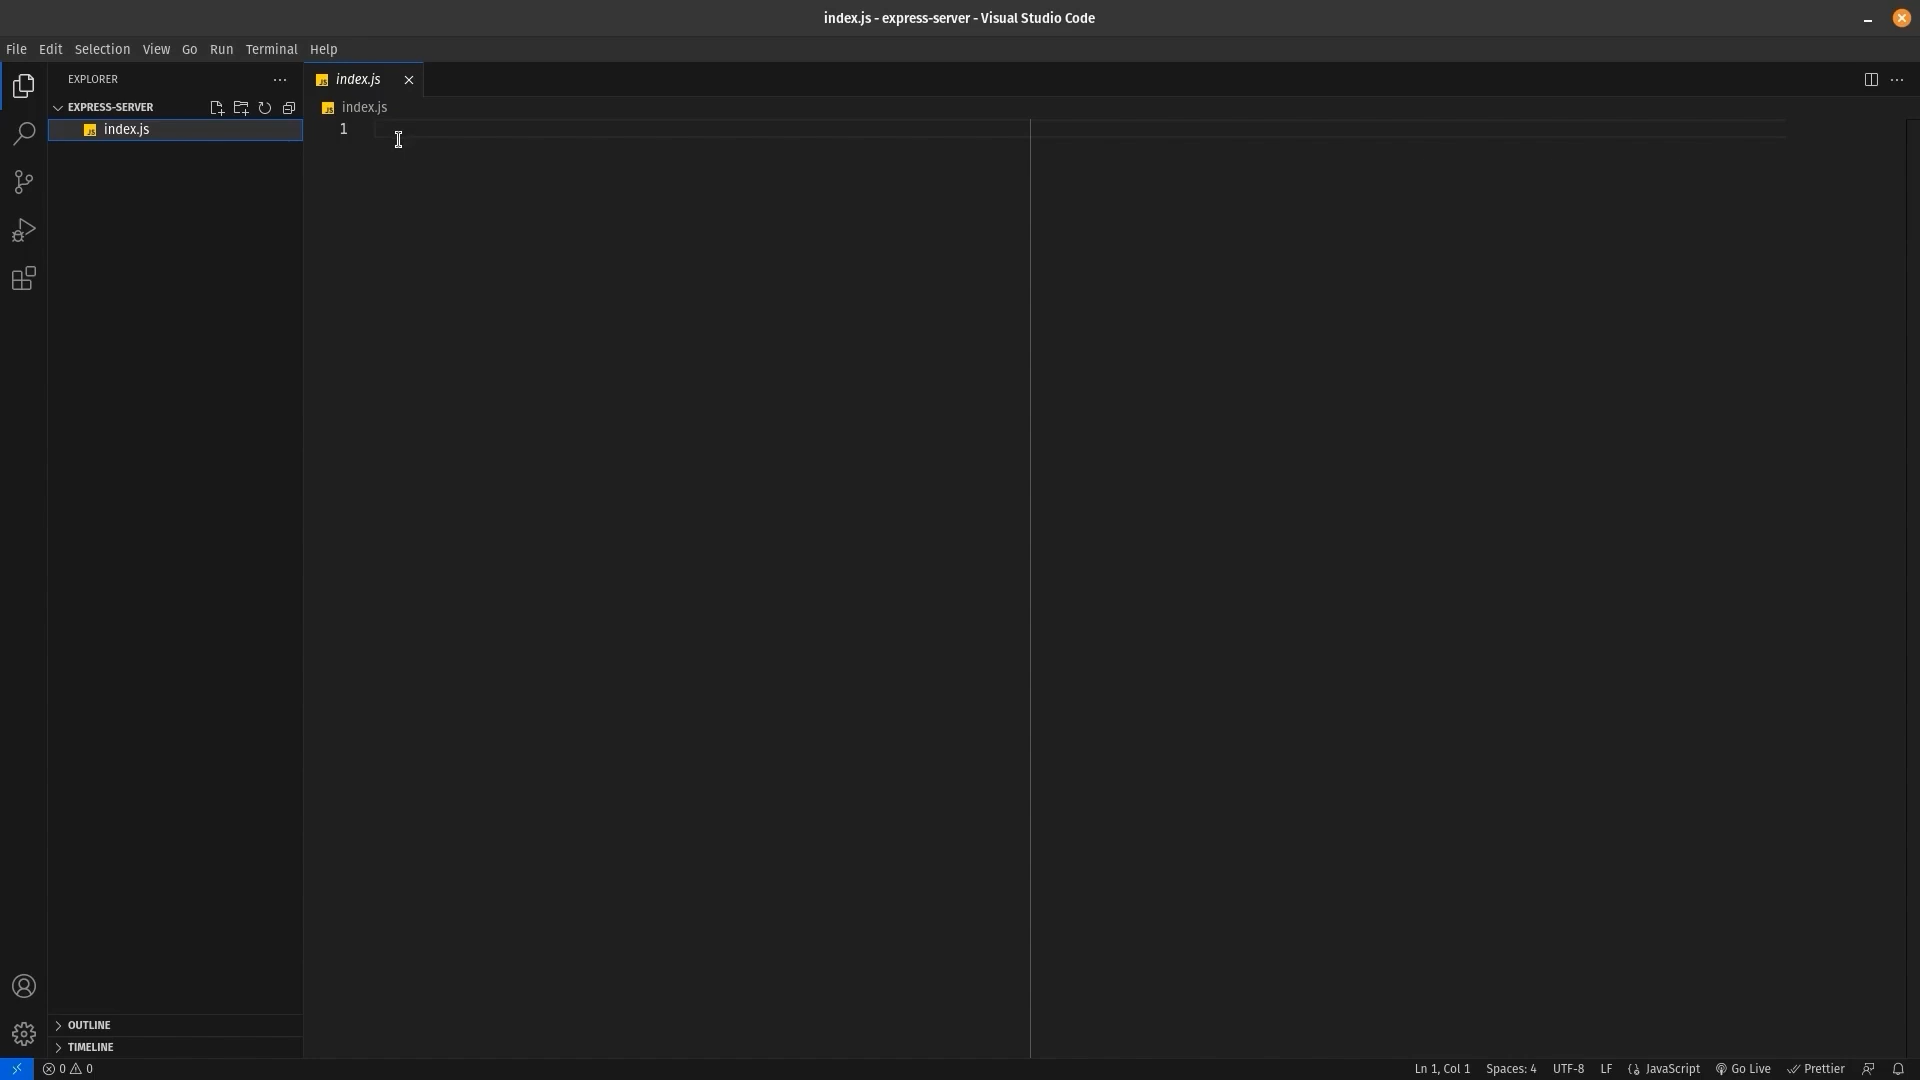 index.js - express-server - Visual Studio Code
File Edit Selection View Go Run Terminal Help
EXPLORER
index.js
EXPRESS-SERVER
index.js
index.js
1
OUTLINE
TIMELINE
0 0
Ln 1, Col 1 Spaces: 4 UTF-8 LF JavaScript Go Live Prettier